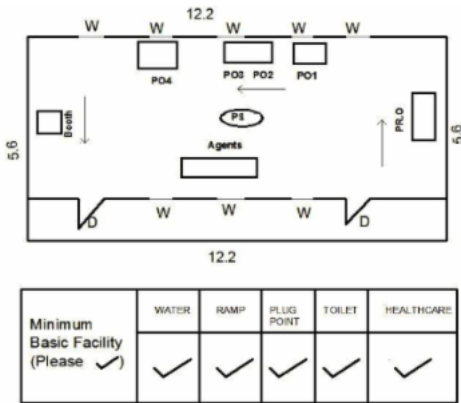 12.2
W W W W W
PO4 PO3 PO2 PO1
Booth
PS
PRLO
5.6
5.6
Agents
D W W W D
12.2
Minimum
Basic Facility
(Please ✓)
WATER
RAMP
PLUG
POINT
TOILET
HEALTHCARE
✓ ✓ ✓ ✓ ✓